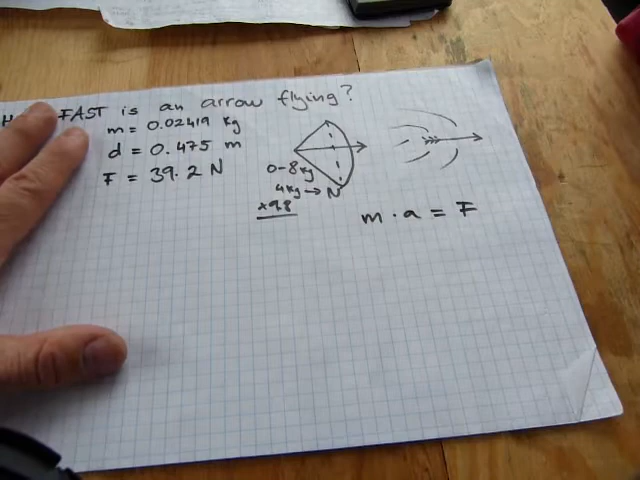 FAST is an arrow flying?
m = 0.02419 kg
d = 0.475 m
F = 39.2 N
0-8kg
4kg → N
×9.8
m · a = F